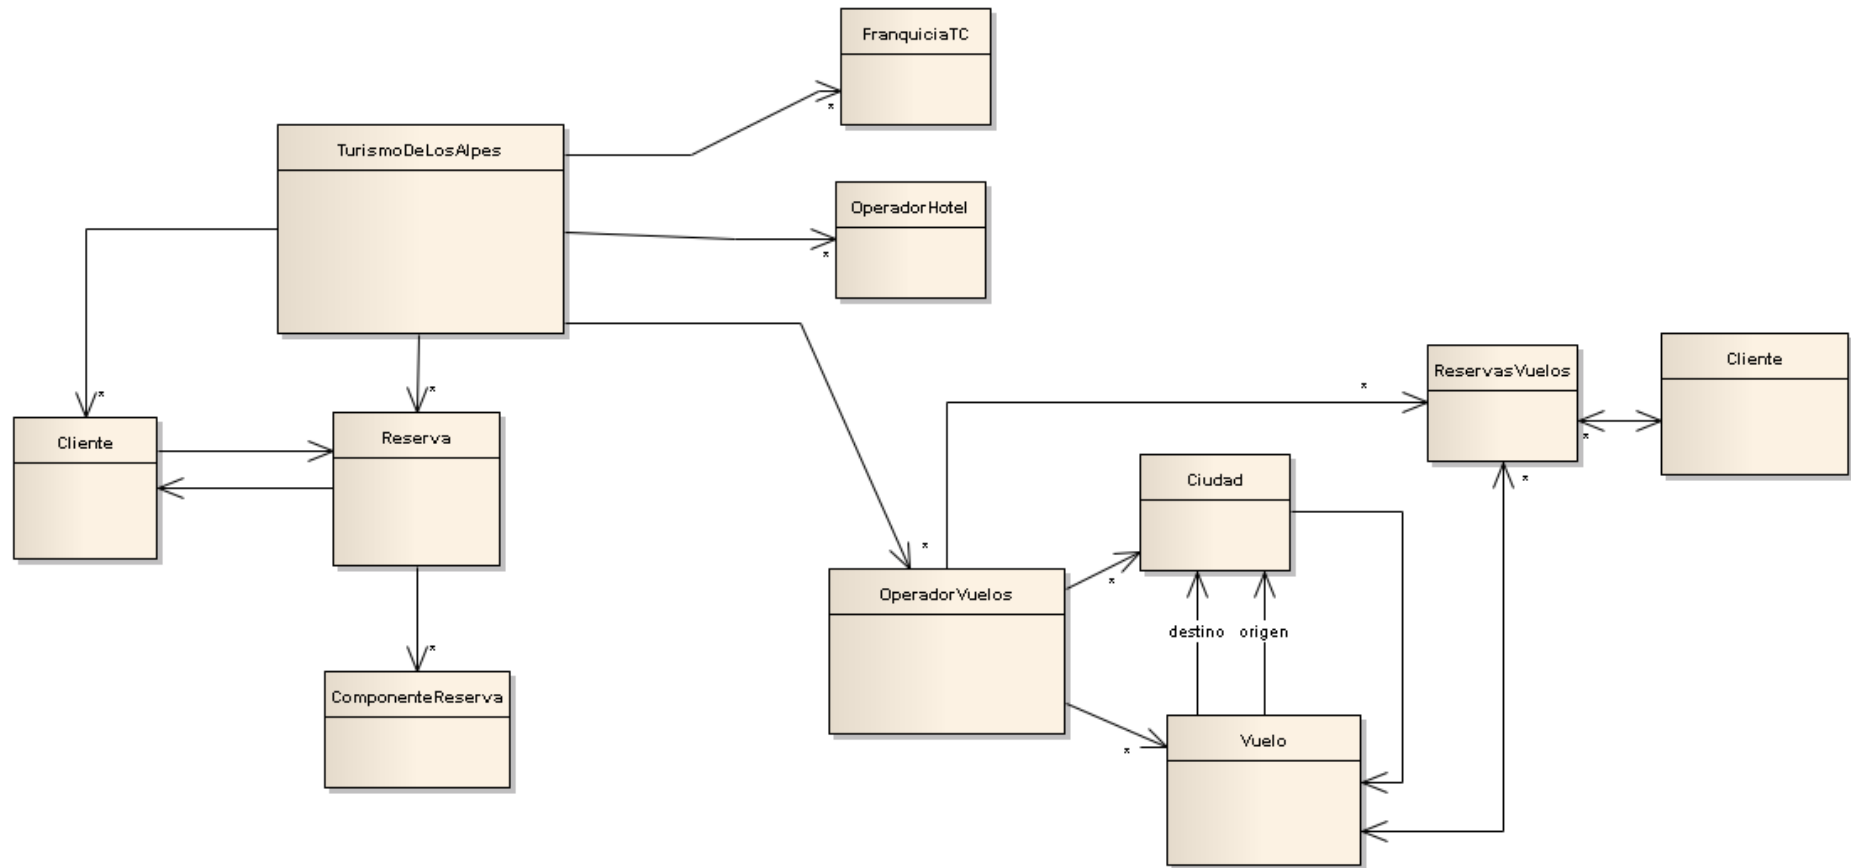 FranquiciaTC
*
TurismoDeLosAlpes
OperadorHotel
*
*
*
Cliente
Reserva
*
ComponenteReserva
*
OperadorVuelos
*
ReservasVuelos
Cliente
*
*
Ciudad
*
destino origen
*
Vuelo